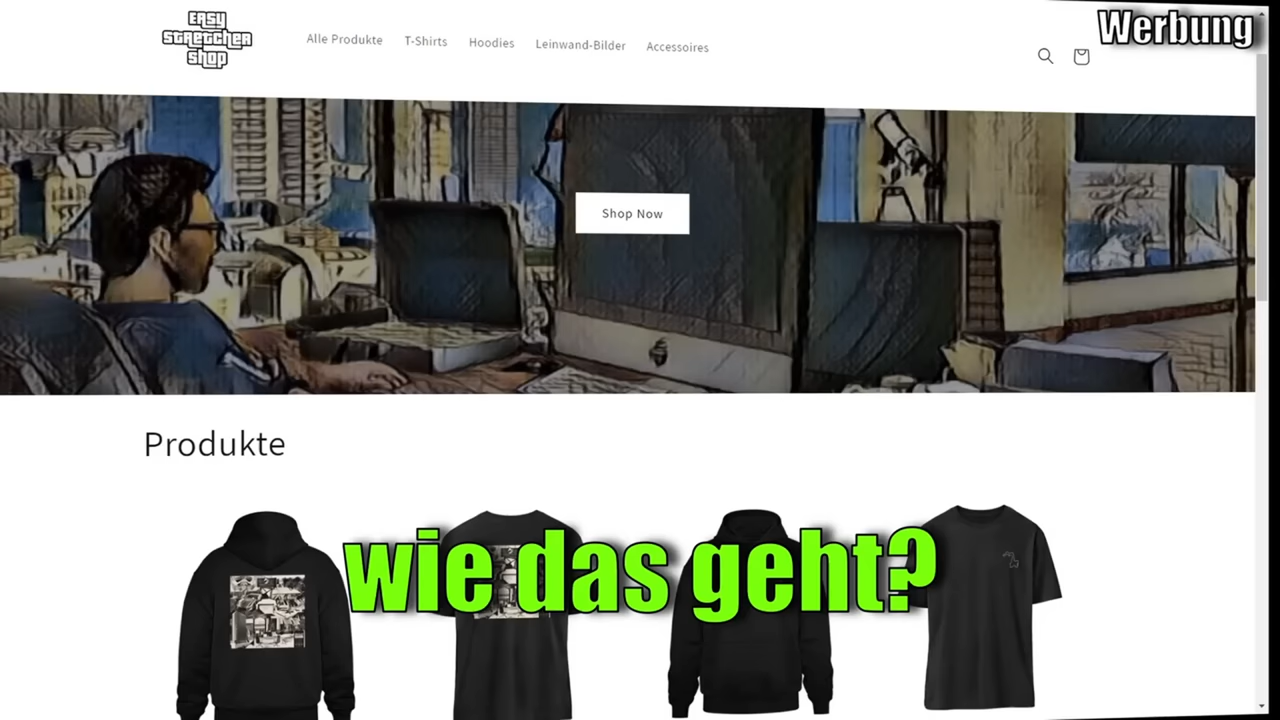 Werbung
EASY
STRETCHER
SHOP
Alle Produkte T-Shirts Hoodies Leinwand-Bilder Accessoires
Shop Now
Produkte
wie das geht?